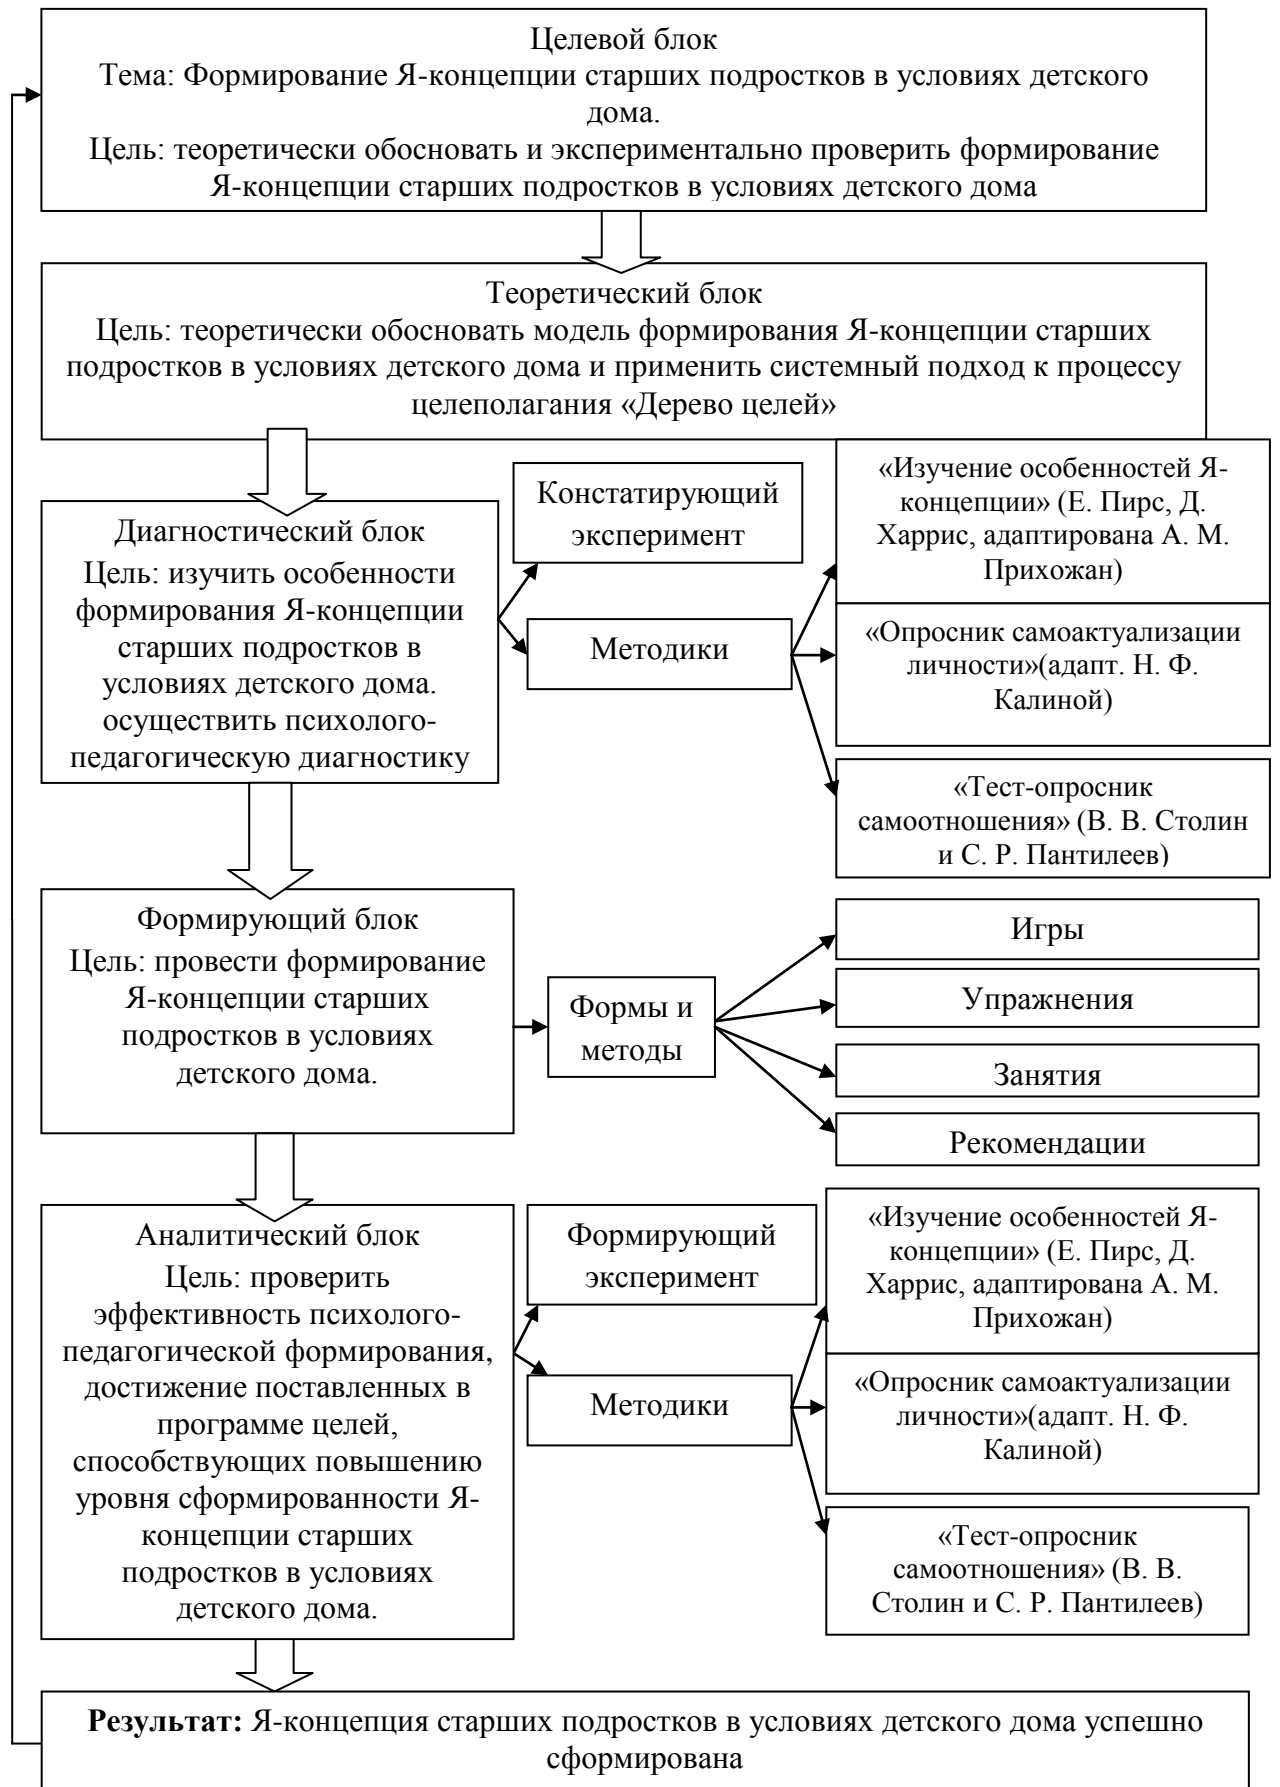 Целевой блок
Тема: Формирование Я-концепции старших подростков в условиях детского
дома.
Цель: теоретически обосновать и экспериментально проверить формирование
Я-концепции старших подростков в условиях детского дома
Теоретический блок
Цель: теоретически обосновать модель формирования Я-концепции старших
подростков в условиях детского дома и применить системный подход к процессу
целеполагания «Дерево целей»
Диагностический блок
Цель: изучить особенности
формирования Я-концепции
старших подростков в
условиях детского дома.
осуществить психолого-
педагогическую диагностику
Констатирующий
эксперимент
Методики
«Изучение особенностей Я-
концепции» (Е. Пирс, Д.
Харрис, адаптирована А. М.
Прихожан)
«Опросник самоактуализации
личности»(адапт. Н. Ф.
Калиной)
«Тест-опросник
самоотношения» (В. В. Столин
и С. Р. Пантилеев)
Формирующий блок
Цель: провести формирование
Я-концепции старших
подростков в условиях
детского дома.
Формы и
методы
Игры
Упражнения
Занятия
Рекомендации
Аналитический блок
Цель: проверить
эффективность психолого-
педагогической формирования,
достижение поставленных в
программе целей,
способствующих повышению
уровня сформированности Я-
концепции старших
подростков в условиях
детского дома.
Формирующий
эксперимент
Методики
«Изучение особенностей Я-
концепции» (Е. Пирс, Д.
Харрис, адаптирована А. М.
Прихожан)
«Опросник самоактуализации
личности»(адапт. Н. Ф.
Калиной)
«Тест-опросник
самоотношения» (В. В.
Столин и С. Р. Пантилеев)
Результат: Я-концепция старших подростков в условиях детского дома успешно
сформирована